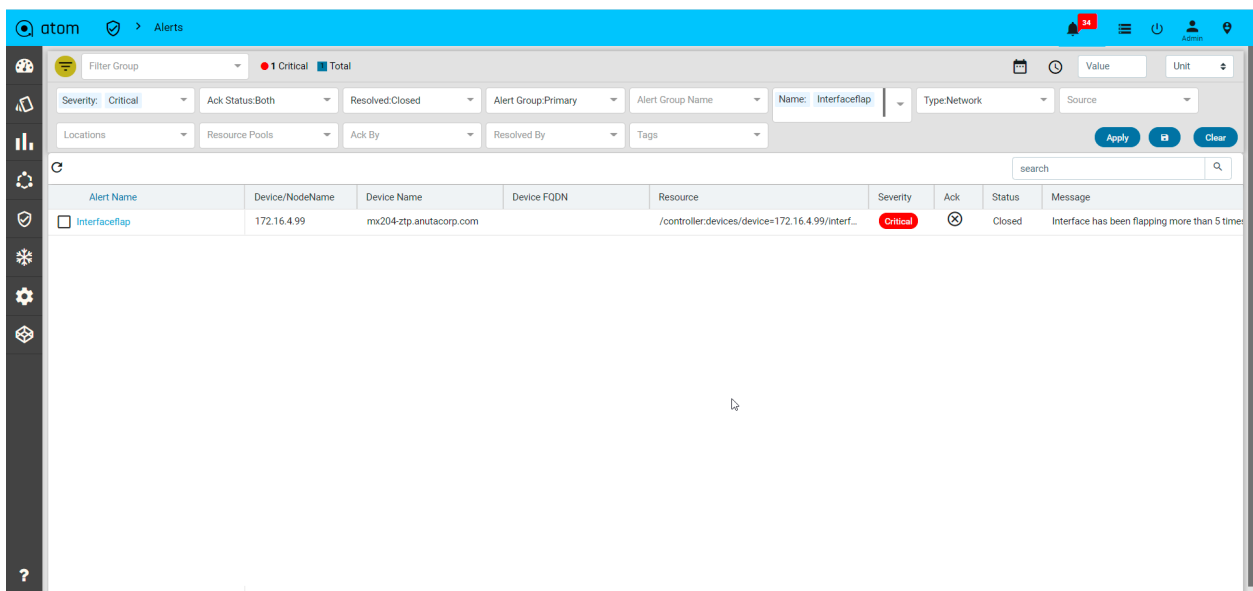 atom > Alerts 34 Admin
Filter Group 1 Critical 1 Total Value Unit
Severity: Critical Ack Status:Both Resolved:Closed Alert Group:Primary Alert Group Name Name: Interfaceflap Type:Network Source
Locations Resource Pools Ack By Resolved By Tags Apply Clear
search
Alert Name Device/NodeName Device Name Device FQDN Resource Severity Ack Status Message
Interfaceflap 172.16.4.99 mx204-ztp.anutacorp.com /controller:devices/device=172.16.4.99/interf... Critical Closed Interface has been flapping more than 5 times
?